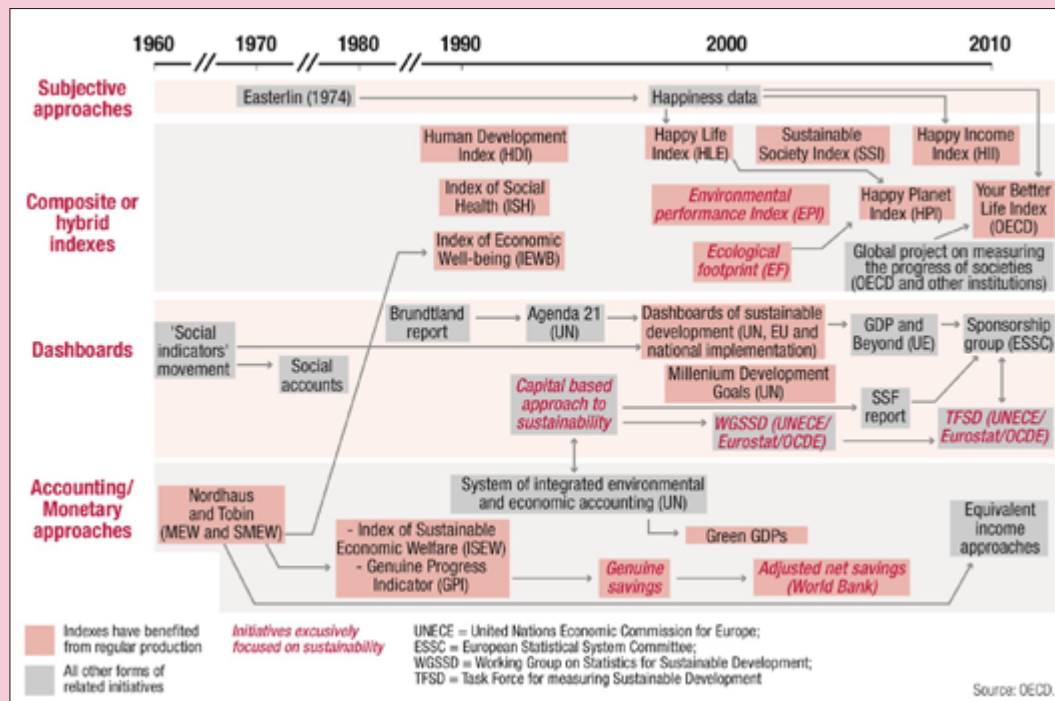 1960 1970 1980 1990 2000 2010
Subjective
approaches
Easterlin (1974)
Happiness data
Composite or
hybrid
indexes
Human Development
Index (HDI)
Happy Life
Index (HLE)
Sustainable
Society Index (SSI)
Happy Income
Index (HII)
Index of Social
Health (ISH)
Environmental
performance Index (EPI)
Happy Planet
Index (HPI)
Your Better
Life Index
(OECD)
Index of Economic
Well-being (IEWB)
Ecological
footprint (EF)
Global project on measuring
the progress of societies
(OECD and other institutions)
Dashboards
'Social
indicators'
movement
Social
accounts
Brundtland
report
Agenda 21
(UN)
Dashboards of sustainable
development (UN, EU and
national implementation)
GDP and
Beyond (UE)
Sponsorship
group (ESSC)
Millenium Development
Goals (UN)
Capital based
approach to
sustainability
WGSSD (UNECE/
Eurostat/OCDE)
SSF
report
TFSD (UNECE/
Eurostat/OCDE)
Accounting/
Monetary
approaches
Nordhaus
and Tobin
(MEW and SMEW)
System of integrated environmental
and economic accounting (UN)
- Index of Sustainable
Economic Welfare (ISEW)
- Genuine Progress
Indicator (GPI)
Green GDPs
Genuine
savings
Adjusted net savings
(World Bank)
Equivalent
income
approaches
Indexes have benefited
from regular production
All other forms of
related initiatives
Initiatives excusively
focused on sustainability
UNECE = United Nations Economic Commission for Europe;
ESSC = European Statistical System Committee;
WGSSD = Working Group on Statistics for Sustainable Development;
TFSD = Task Force for measuring Sustainable Development
Source: OECD.